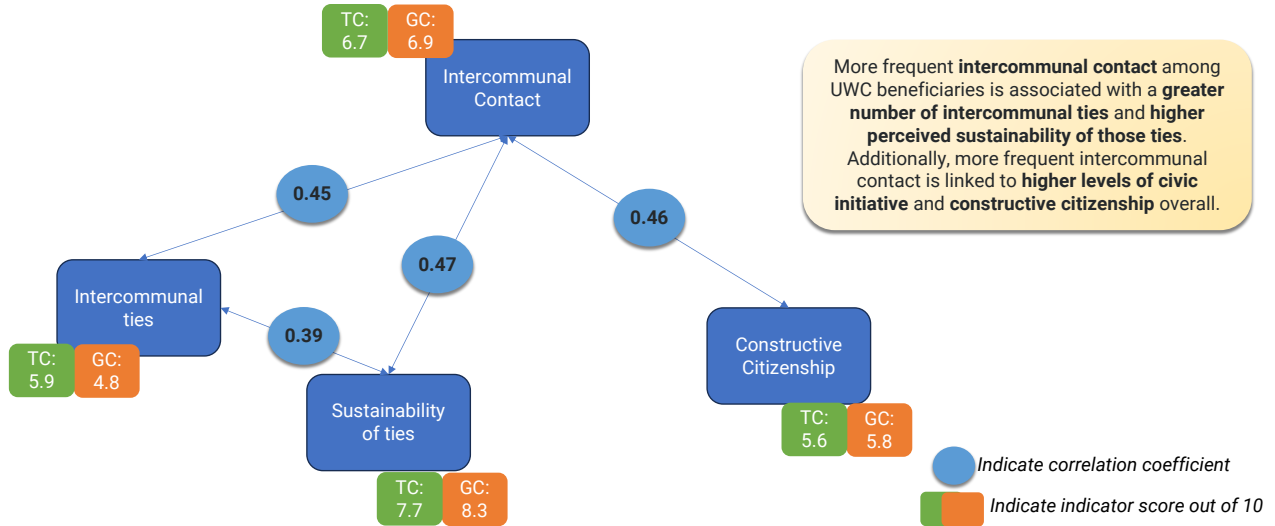 TC:
6.7
GC:
6.9
Intercommunal
Contact
More frequent intercommunal contact among
UWC beneficiaries is associated with a greater
number of intercommunal ties and higher
perceived sustainability of those ties.
Additionally, more frequent intercommunal
contact is linked to higher levels of civic
initiative and constructive citizenship overall.
0.45
0.46
0.47
Intercommunal
ties
0.39
TC:
5.9
GC:
4.8
Constructive
Citizenship
Sustainability
of ties
TC:
5.6
GC:
5.8
TC:
7.7
GC:
8.3
Indicate correlation coefficient
Indicate indicator score out of 10